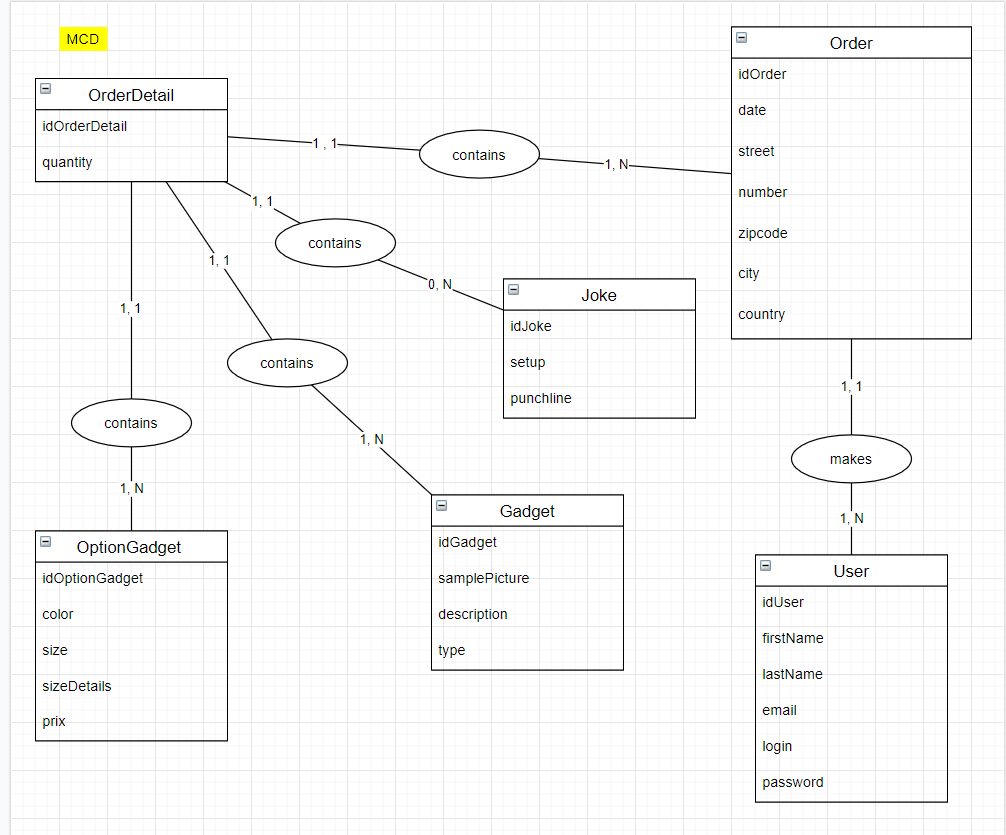 MCD
OrderDetail
idOrderDetail
quantity
1 , 1
contains
1, N
Order
idOrder
date
street
number
zipcode
city
country
1, 1
contains
0, N
Joke
idJoke
setup
punchline
1, 1
contains
1, N
Gadget
idGadget
samplePicture
description
type
1, 1
contains
1, N
OptionGadget
idOptionGadget
color
size
sizeDetails
prix
1, 1
makes
1, N
User
idUser
firstName
lastName
email
login
password